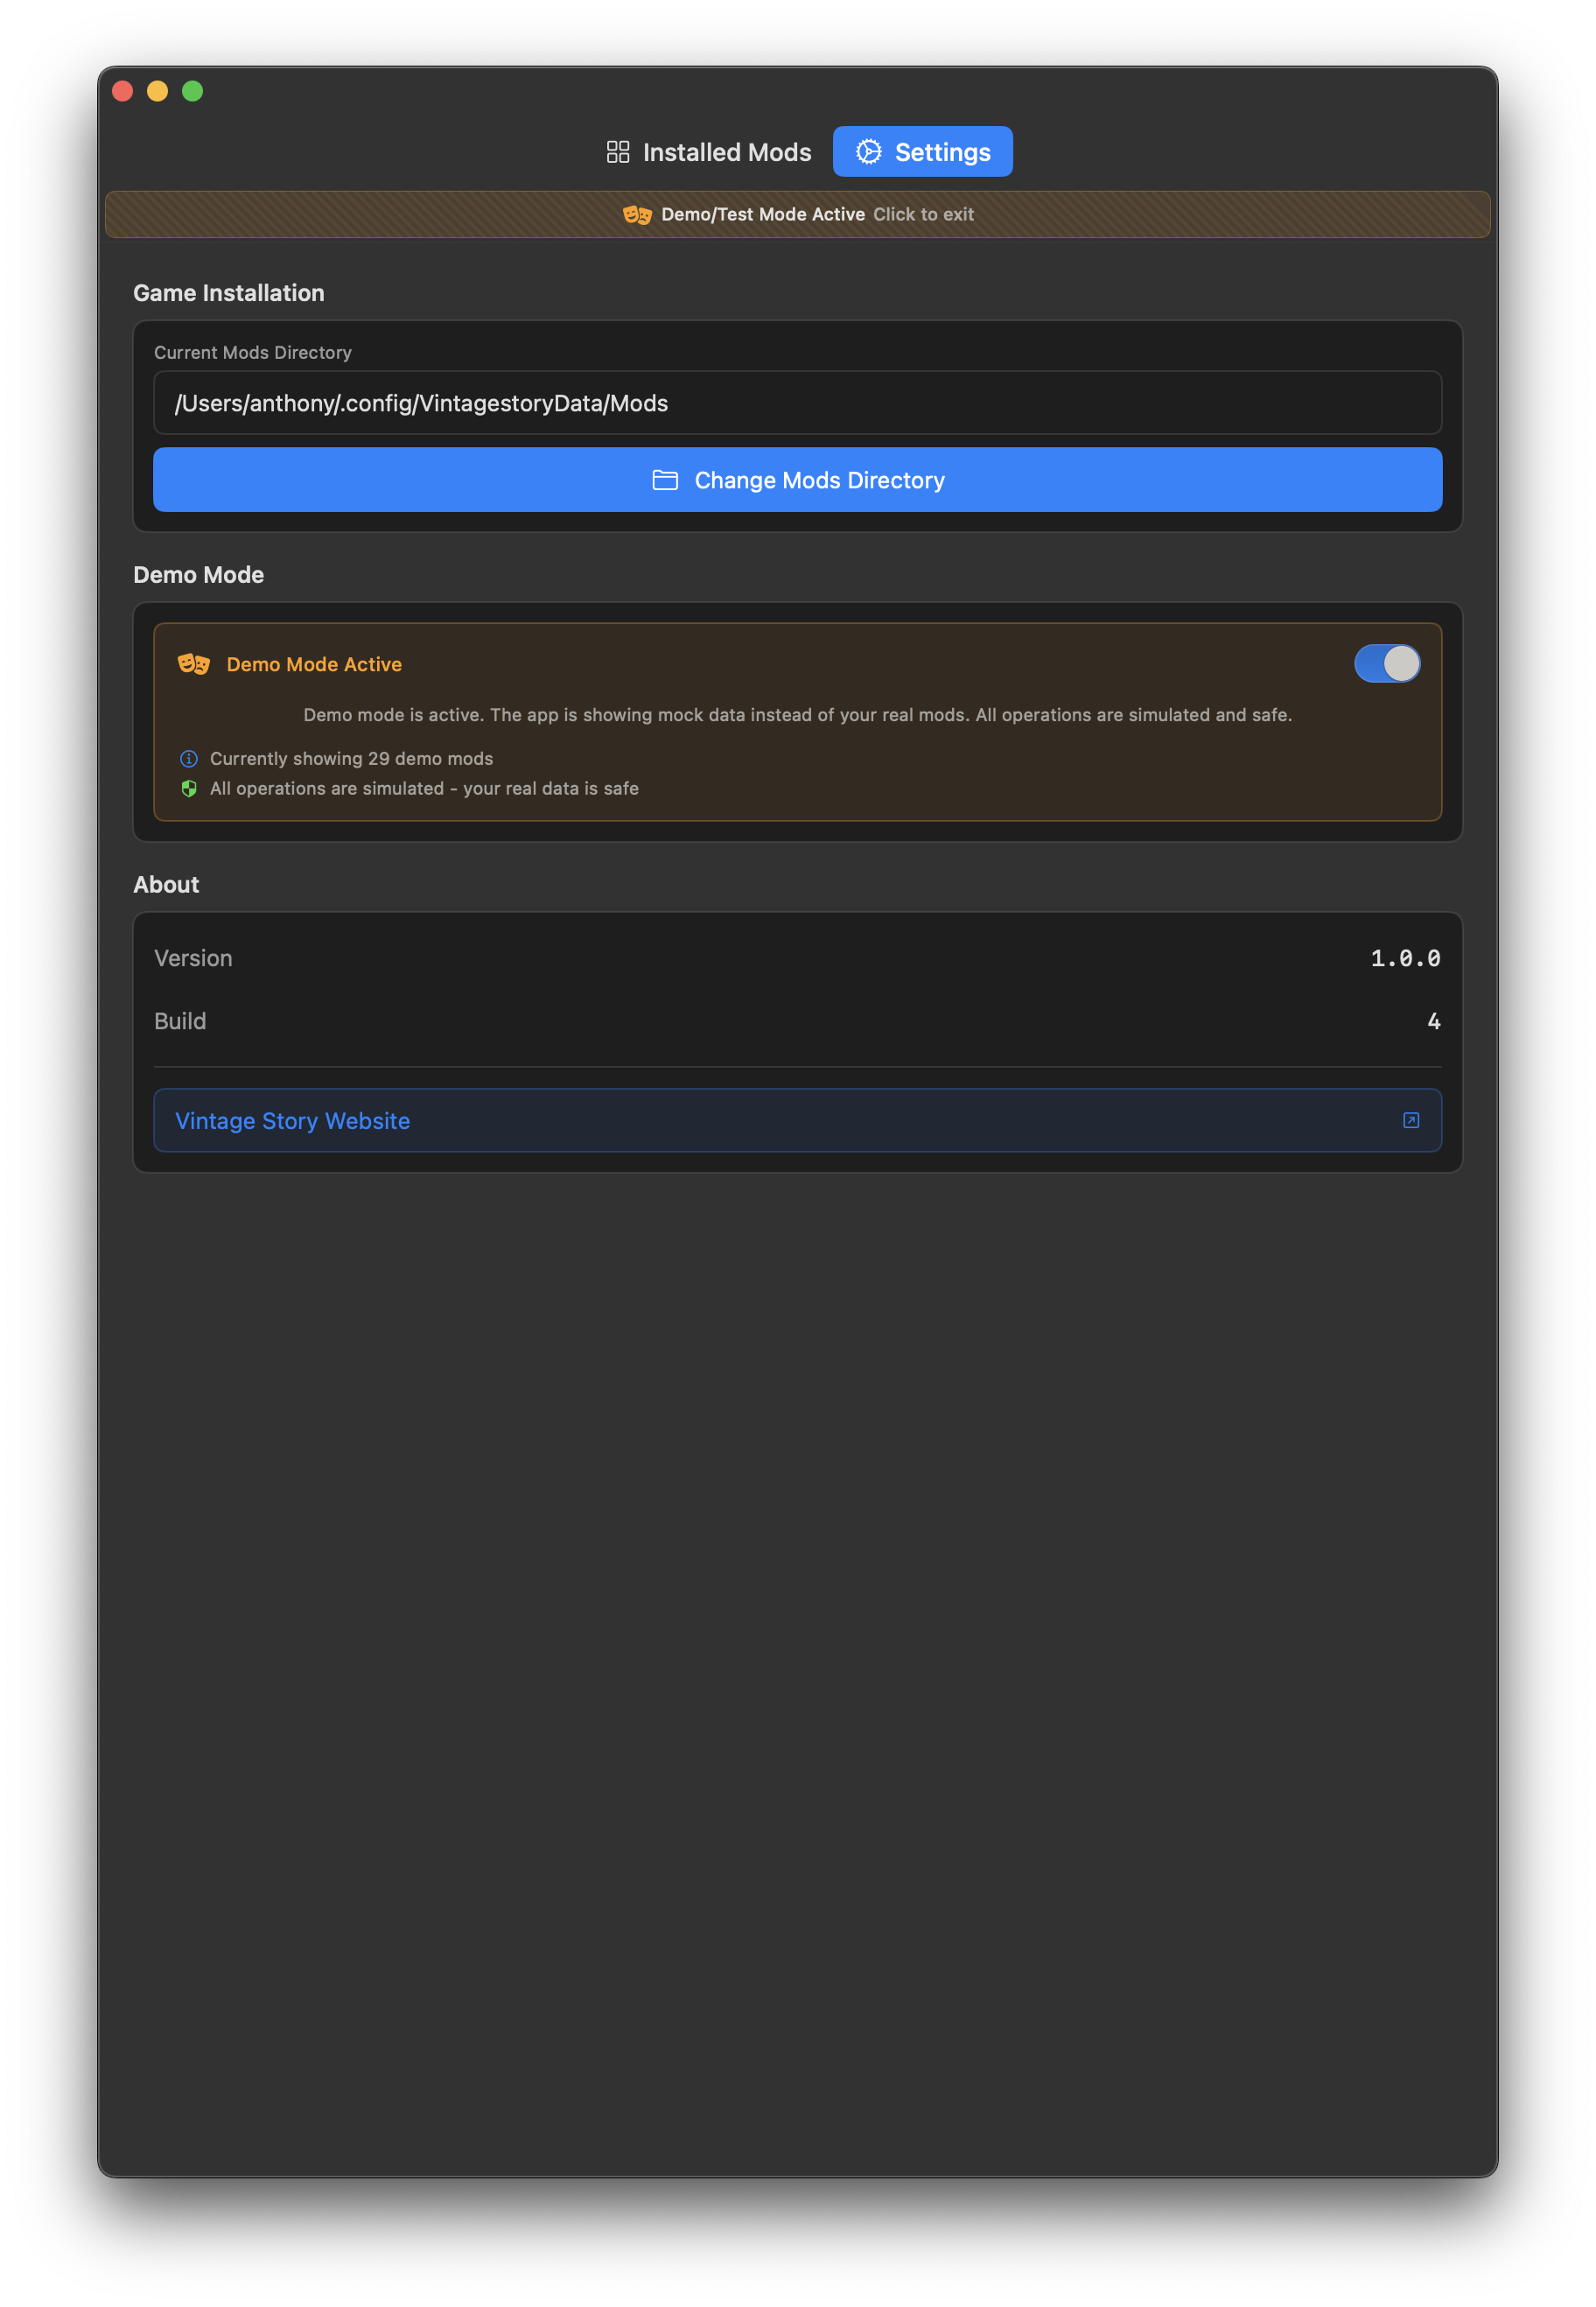 Installed Mods
Settings
Demo/Test Mode Active Click to exit
Game Installation
Current Mods Directory
/Users/anthony/.config/VintagestoryData/Mods
Change Mods Directory
Demo Mode
Demo Mode Active
Demo mode is active. The app is showing mock data instead of your real mods. All operations are simulated and safe.
Currently showing 29 demo mods
All operations are simulated - your real data is safe
About
Version 1.0.0
Build 4
Vintage Story Website